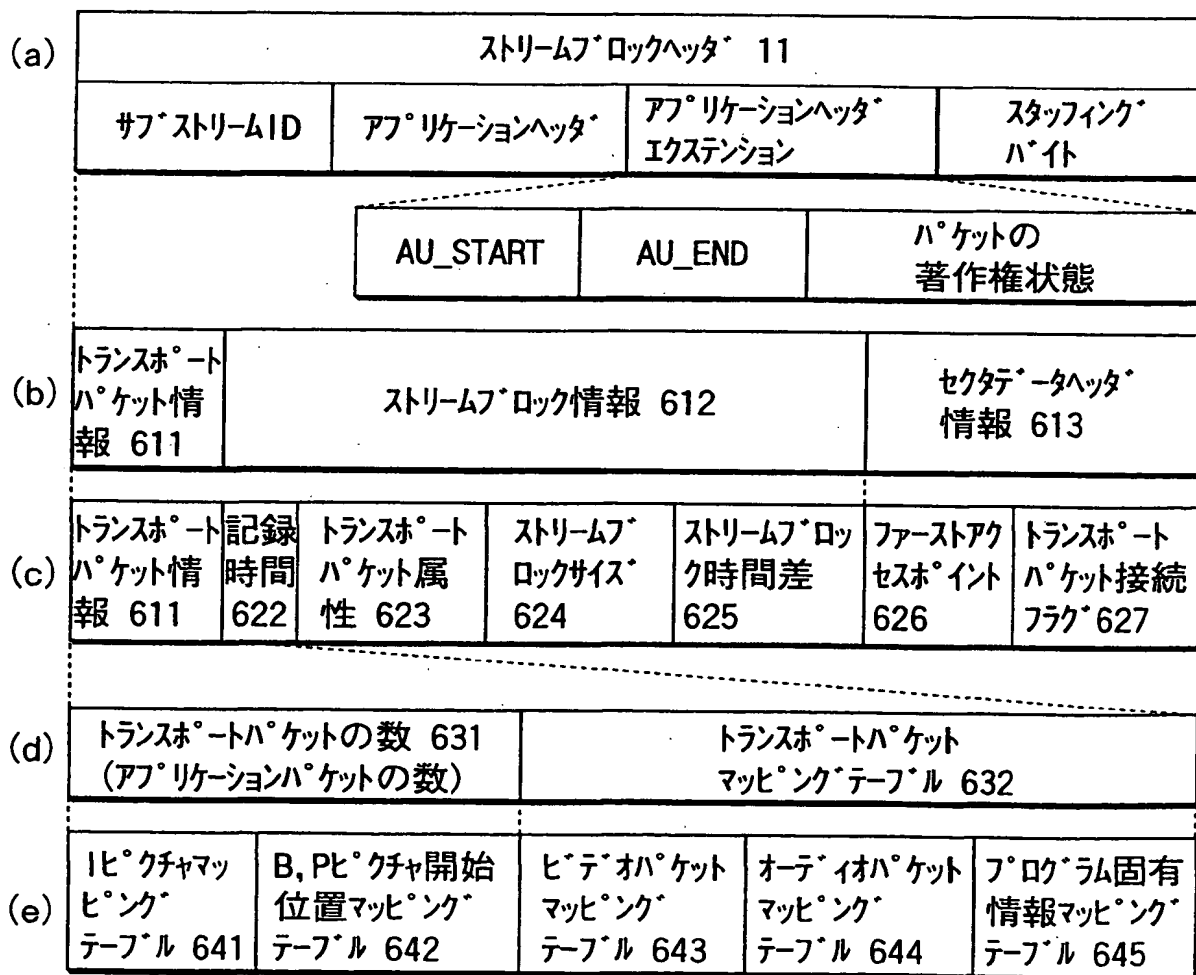 (a)
ストリームブロックヘッダ 11
サブストリームID
アプリケーションヘッダ
アプリケーションヘッダ
エクステンション
スタッフィング
バイト
AU_START
AU_END
パケットの
著作権状態
(b)
トランスポート
パケット情
報 611
ストリームブロック情報 612
セクタデータヘッダ
情報 613
(c)
トランスポート
パケット情
報 611
記録
時間
622
トランスポート
パケット属
性 623
ストリームブ
ロックサイズ
624
ストリームブロッ
ク時間差
625
ファーストアク
セスポイント
626
トランスポート
パケット接続
フラグ627
(d)
トランスポートパケットの数 631
(アプリケーションパケットの数)
トランスポートパケット
マッピングテーブル 632
(e)
Iピクチャマッ
ピング
テーブル 641
B,Pピクチャ開始
位置マッピング
テーブル 642
ビデオパケット
マッピング
テーブル 643
オーディオパケット
マッピング
テーブル 644
プログラム固有
情報マッピング
テーブル 645